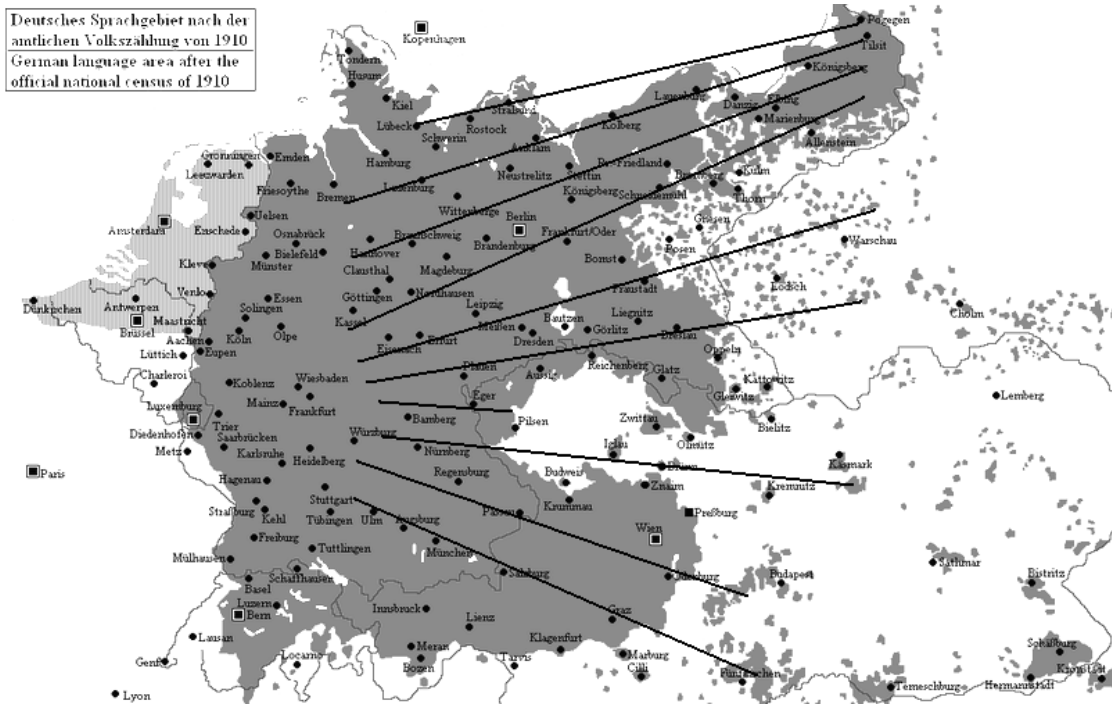 Deutsches Sprachgebiet nach der
amtlichen Volkszählung von 1910
German language area after the
official national census of 1910
Kopenhagen
Pogegen
Tilsit
Königsberg
Tondern
Husum
Kiel
Lübeck
Stralsund
Rostock
Schwerin
Anklam
Lauenburg
Danzig
Elbing
Marienburg
Kolberg
Allenstein
Hamburg
Groningen
Leeuwarden
Emden
Friesoythe
Bremen
Neustrelitz
Stettin
Königsberg
Schneidemühl
Bromberg
Kulm
Thorn
Wittenberge
Berlin
Uelsen
Amsterdam
Enschede
Osnabrück
Bielefeld
Münster
Hannover
Braunschweig
Brandenburg
Frankfurt/Oder
Griesen
Posen
Warschau
Kleve
Clausthal
Magdeburg
Bomst
Göttingen
Nordhausen
Fraustadt
Lodsch
Venlo
Dünkpchen
Antwerpen
Essen
Solingen
Leipzig
Cholm
Brüssel
Maastricht
Köln
Olpe
Kassel
Meißen
Bautzen
Liegnitz
Görlitz
Dresden
Breslau
Aachen
Eisenach
Erfurt
Lüttich
Eupen
Oppeln
Reichenberg
Charleroi
Koblenz
Wiesbaden
Plauen
Aussig
Glatz
Gleiwitz
Kattowitz
Lemberg
Luxemburg
Mainz
Frankfurt
Eger
Bamberg
Pilsen
Zwittau
Bielitz
Trier
Diedenhofen
Saarbrücken
Würzburg
Nürnberg
Iglau
Olmütz
Metz
Karlsruhe
Heidelberg
Paris
Regensburg
Budweis
Brünn
Käsmark
Hagenau
Znaim
Kremnitz
Stuttgart
Krummau
Straßburg
Kehl
Tübingen
Ulm
Augsburg
Passau
Preßburg
Wien
Freiburg
Tuttlingen
München
Mülhausen
Schaffhausen
Salzburg
Ödenburg
Budapest
Sathmar
Bistritz
Basel
Luzern
Bern
Innsbruck
Lienz
Graz
Lausan
Klagenfurt
Meran
Marburg
Schäßburg
Genf
Locarno
Bozen
Tarvis
Cilli
Fünfkirchen
Kronstadt
Lyon
Temeschburg
Hermannstadt